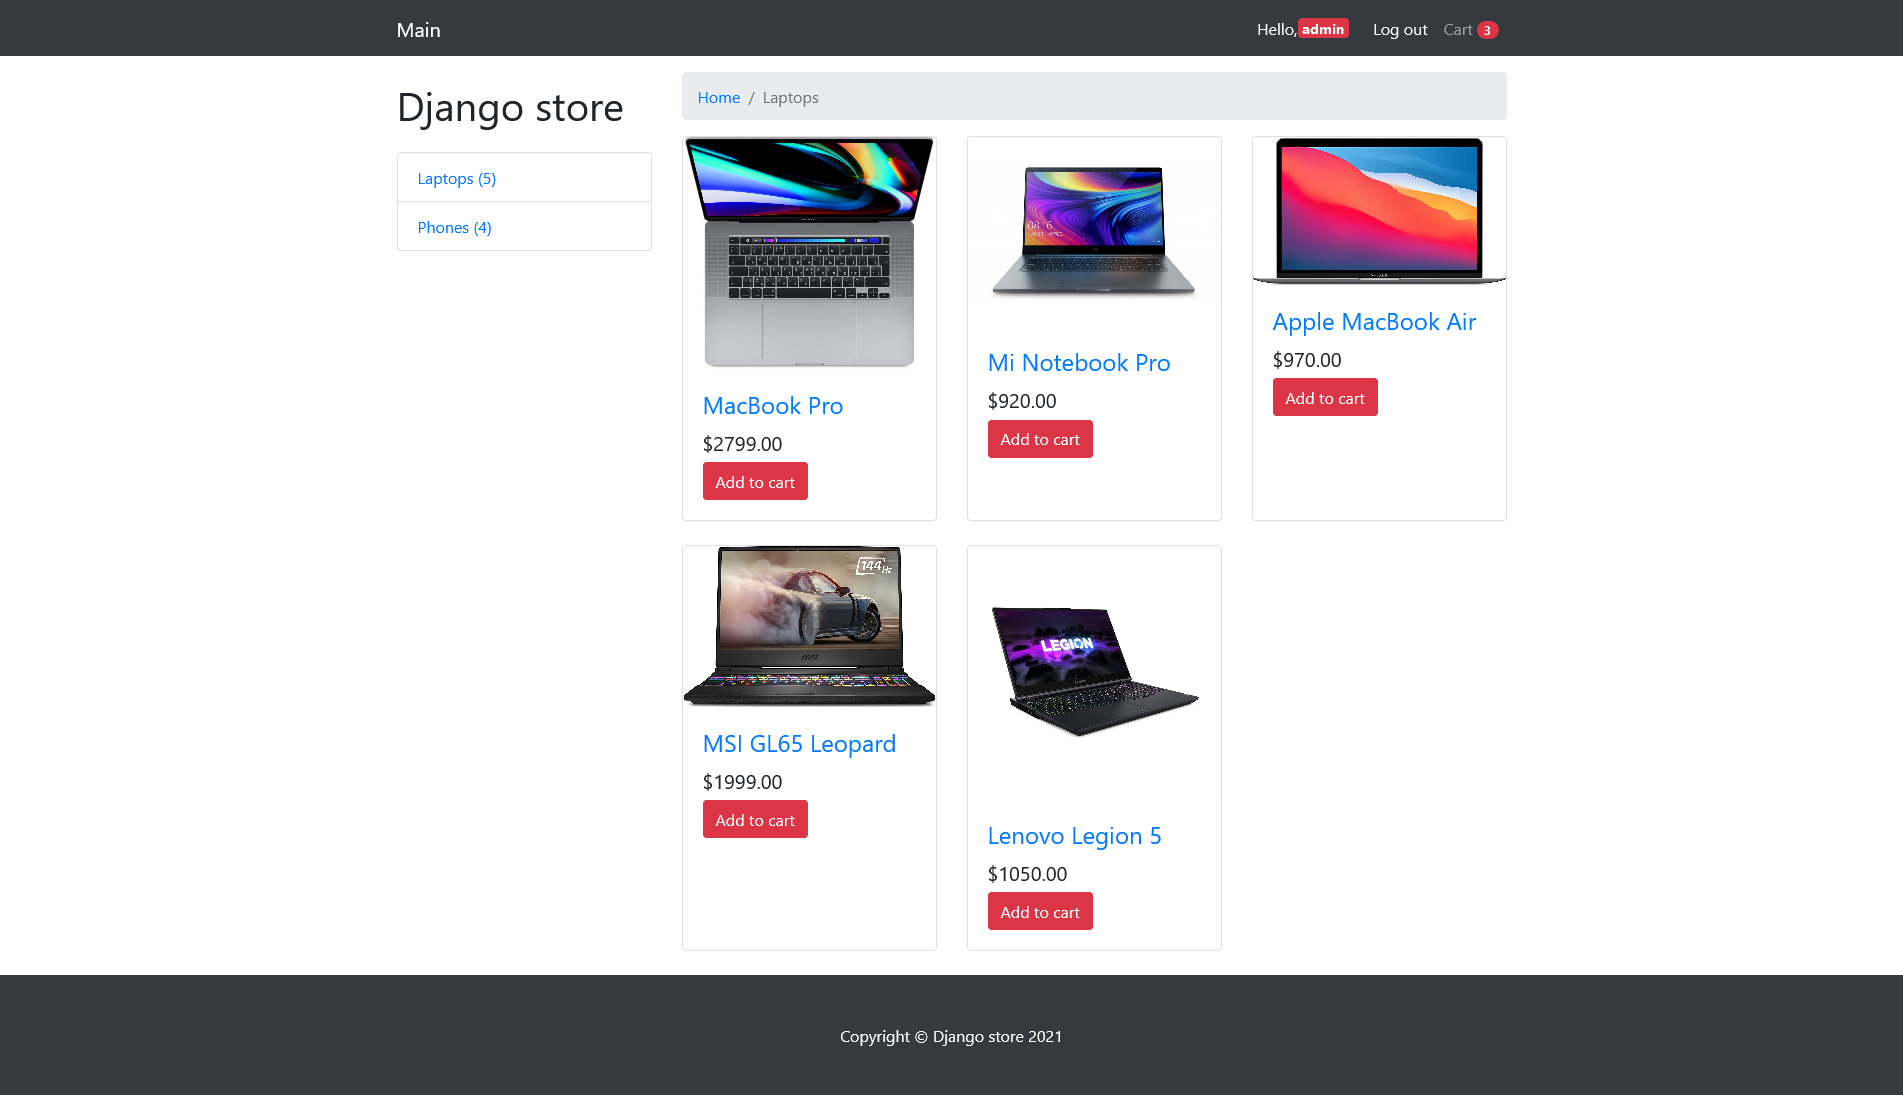 Main
Hello, admin
Log out
Cart 3
Django store
Laptops (5)
Phones (4)
Home / Laptops
MacBook Pro
$2799.00
Add to cart
Mi Notebook Pro
$920.00
Add to cart
Apple MacBook Air
$970.00
Add to cart
144Hz
msi
MSI GL65 Leopard
$1999.00
Add to cart
LEGION
Lenovo Legion 5
$1050.00
Add to cart
Copyright © Django store 2021